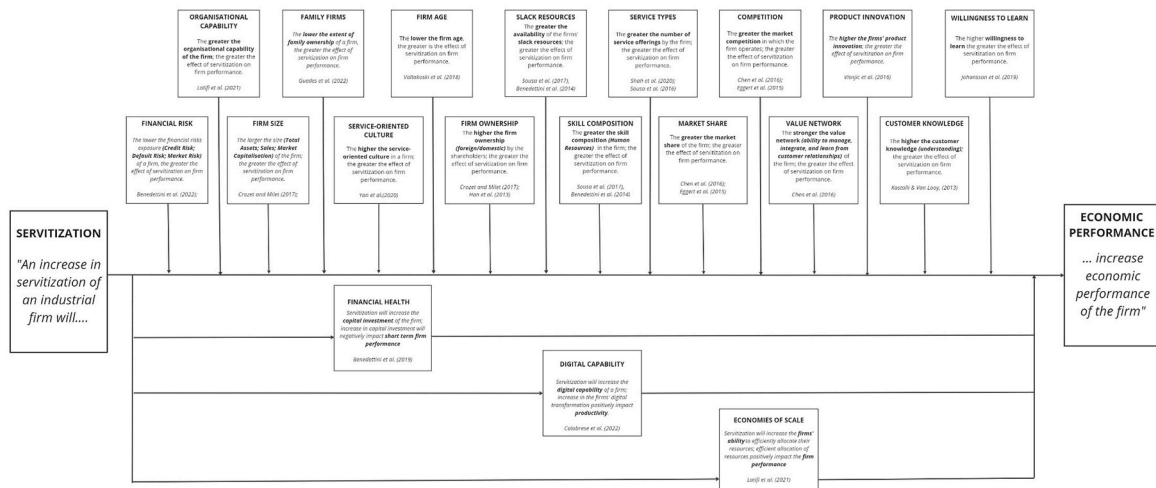 ORGANISATIONAL
CAPABILITY
The greater the
organisational capability
of the firm; the greater the
effect of servitization on
firm performance.
Latifi et al. (2021)
FAMILY FIRMS
The lower the extent of
family ownership of a firm,
the greater the effect of
servitization on firm
performance.
Guedes et al. (2022)
FIRM AGE
The lower the firm age,
the greater is the effect of
servitization on firm
performance.
Valtakoski et al. (2018)
SLACK RESOURCES
The greater the
availability of the firms'
slack resources; the greater
the effect of servitization on
firm performance.
Sousa et al. (2017),
Benedettini et al. (2014)
SERVICE TYPES
The greater the number of
service offerings by the firm; the
greater the effect of
servitization on firm
performance.
Shah et al. (2020);
Sousa et al. (2016)
COMPETITION
The greater the market
competition in which the
firm operates; the greater
the effect of servitization on
firm performance.
Chen et al. (2016);
Eggert et al. (2015)
PRODUCT INNOVATION
The higher the firms' product
innovation; the greater the
effect of servitization on firm
performance.
Visnjic et al. (2016)
WILLINGNESS TO LEARN
The higher willingness to
learn the greater the effect of
servitization on firm
performance.
Johansson et al. (2019)
FINANCIAL RISK
The lower the financial risks
exposure (Credit Risk;
Default Risk; Market Risk)
of a firm, the greater the
effect of servitization on firm
performance.
Benedettini et al. (2022);
FIRM SIZE
The larger the size (Total
Assets; Sales; Market
Capitalisation) of the firm;
the greater the effect of
servitization on firm
performance.
Crozet and Milet (2017);
SERVICE-ORIENTED
CULTURE
The higher the service-
oriented culture in a firm;
the greater the effect of
servitization on firm
performance.
Yan et al.(2020)
FIRM OWNERSHIP
The higher the firm
ownership
(foreign/domestic) by the
shareholders; the greater the
effect of servitization on firm
performance.
Crozet and Milet (2017);
Han et al. (2013)
SKILL COMPOSITION
The greater the skill
composition (Human
Resources) in the firm; the
greater the effect of
servitization on firm
performance.
Sousa et al. (2017),
Benedettini et al. (2014)
MARKET SHARE
The greater the market
share of the firm; the greater
the effect of servitization on
firm performance.
Chen et al. (2016);
Eggert et al. (2015)
VALUE NETWORK
The stronger the value
network (ability to manage,
integrate, and learn from
customer relationships) of
the firm; the greater the
effect of servitization on firm
performance.
Chen et al. (2016)
CUSTOMER KNOWLEDGE
The higher the customer
knowledge (understanding);
the greater the effect of
servitization on firm
performance.
Kastalli & Van Looy, (2013)
SERVITIZATION
"An increase in
servitization of
an industrial
firm will....
ECONOMIC
PERFORMANCE
... increase
economic
performance
of the firm"
FINANCIAL HEALTH
Servitization will increase the
capital investment of the firm;
increase in capital investment will
negatively impact short term firm
performance
Benedettini et al. (2019)
DIGITAL CAPABILITY
Servitization will increase the
digital capability of a firm;
increase in the firms' digital
transformation positively impact
productivity.
Calabrese et al. (2022)
ECONOMIES OF SCALE
Servitization will increase the firms'
ability to efficiently allocate their
resources; efficient allocation of
resources positively impact the firm
performance
Latifi et al. (2021)